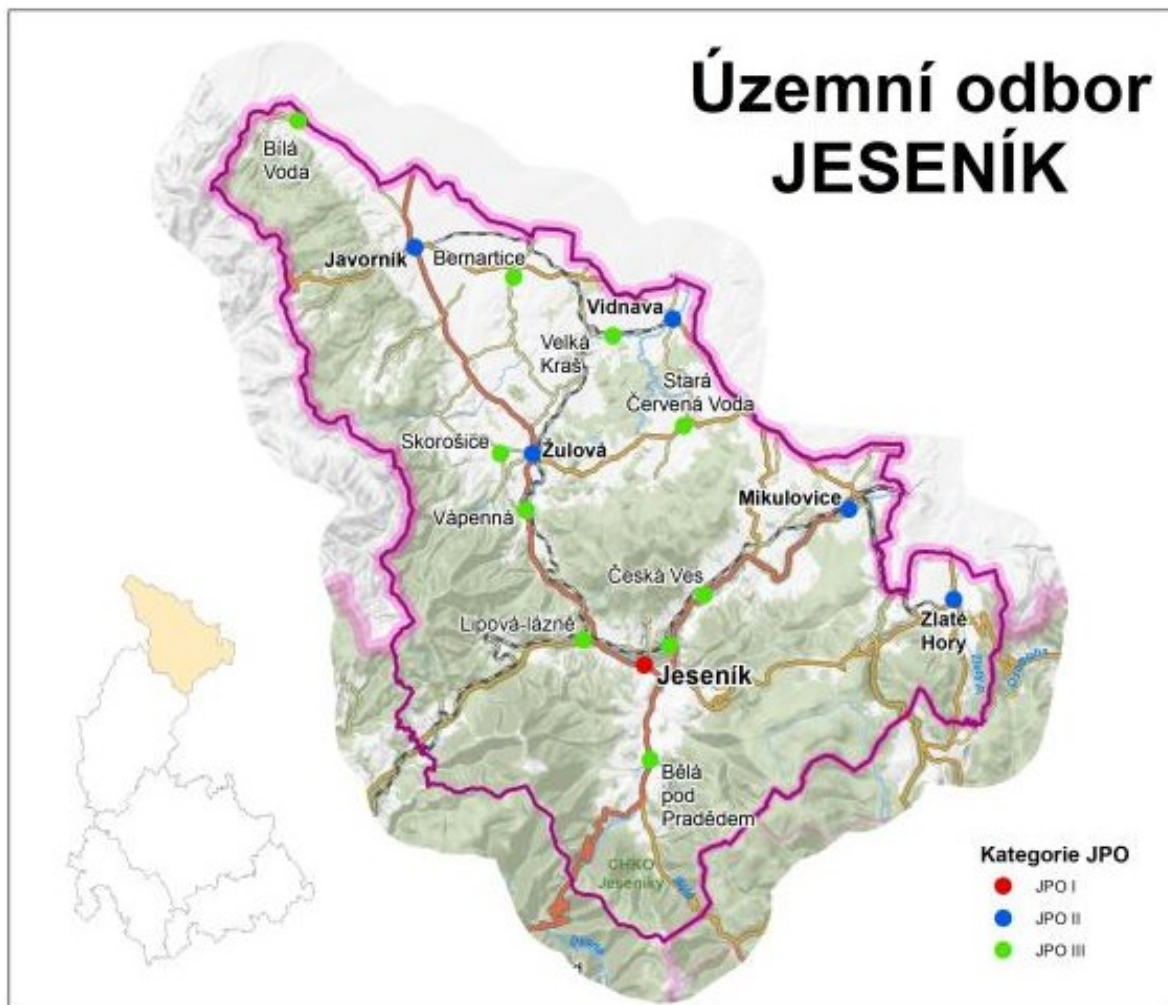 Územní odbor
JESENÍK
Bílá
Voda
Javorník
Bernartice
Vidnava
Velká
Kraš
Stará
Červená Voda
Skorošice
Žulová
Mikulovice
Vápenná
Česká Ves
Zlaté
Hory
Lipová-lázně
Jeseník
Bělá
pod
Pradědem
CHKO
Jeseníky
Bělá
Kategorie JPO
JPO I
JPO II
JPO III